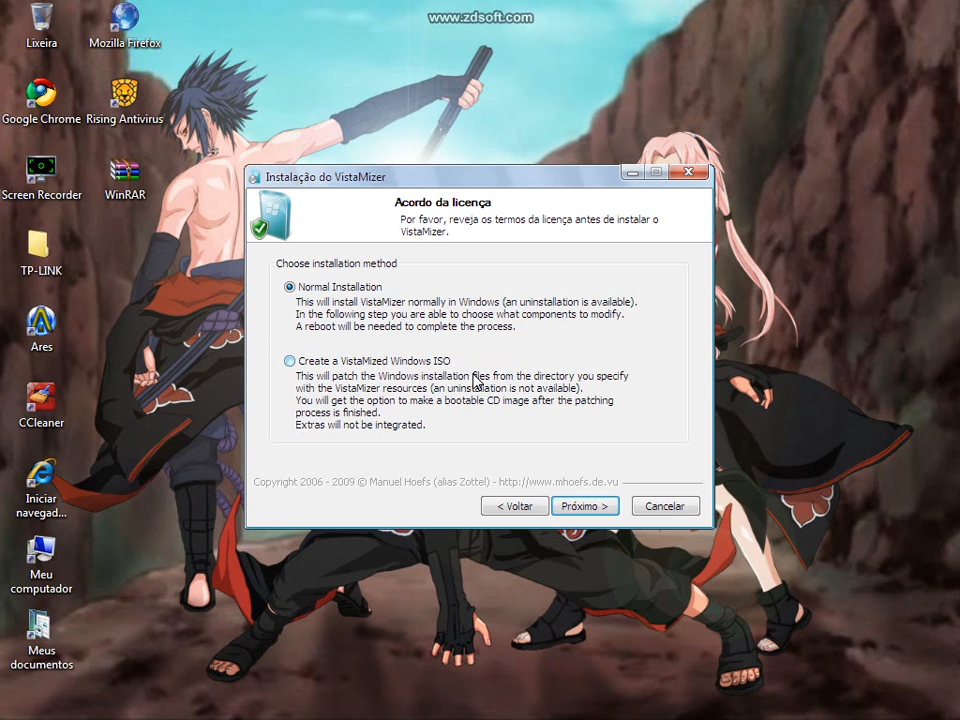 www.zdsoft.com
Lixeira
Mozilla Firefox
Google Chrome
Rising Antivirus
Screen Recorder
WinRAR
TP-LINK
Ares
CCleaner
Iniciar
navegad...
Meu
computador
Meus
documentos
Instalação do VistaMizer
Acordo da licença
Por favor, reveja os termos da licença antes de instalar o
VistaMizer.
Choose installation method
Normal Installation
This will install VistaMizer normally in Windows (an uninstallation is available).
In the following step you are able to choose what components to modify.
A reboot will be needed to complete the process.
Create a VistaMized Windows ISO
This will patch the Windows installation files from the directory you specify
with the VistaMizer resources (an uninstallation is not available).
You will get the option to make a bootable CD image after the patching
process is finished.
Extras will not be integrated.
Copyright 2006 - 2009 © Manuel Hoefs (alias Zottel) - http://www.mhoefs.de.vu
< Voltar
Próximo >
Cancelar